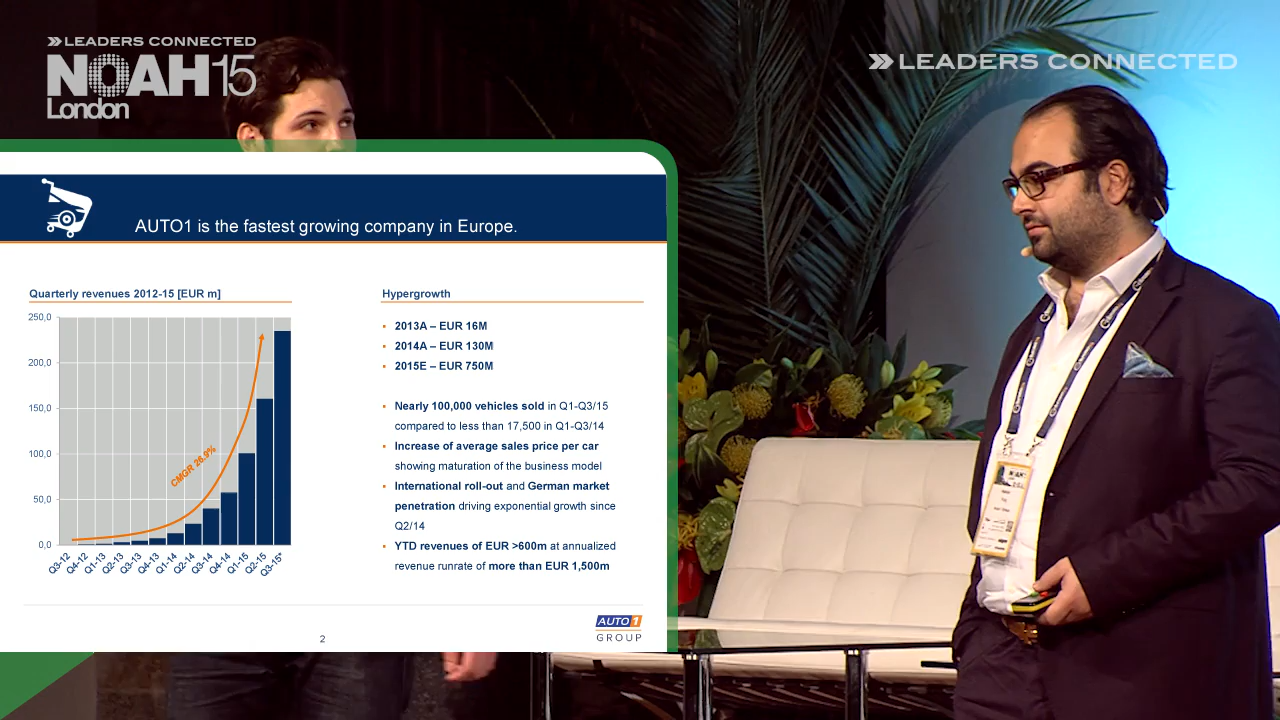 LEADERS CONNECTED
NOAH15
London
LEADERS CONNECTED
AUTO1 is the fastest growing company in Europe.
Quarterly revenues 2012-15 [EUR m]
250,0
200,0
150,0
100,0
50,0
0,0
CMGR 26.9%
Q3-12
Q4-12
Q1-13
Q2-13
Q3-13
Q4-13
Q1-14
Q2-14
Q3-14
Q4-14
Q1-15
Q2-15
Q3-15*
Hypergrowth
2013A – EUR 16M
2014A – EUR 130M
2015E – EUR 750M
Nearly 100,000 vehicles sold in Q1-Q3/15
compared to less than 17,500 in Q1-Q3/14
Increase of average sales price per car
showing maturation of the business model
International roll-out and German market
penetration driving exponential growth since
Q2/14
YTD revenues of EUR >600m at annualized
revenue runrate of more than EUR 1,500m
2
AUTO1
GROUP